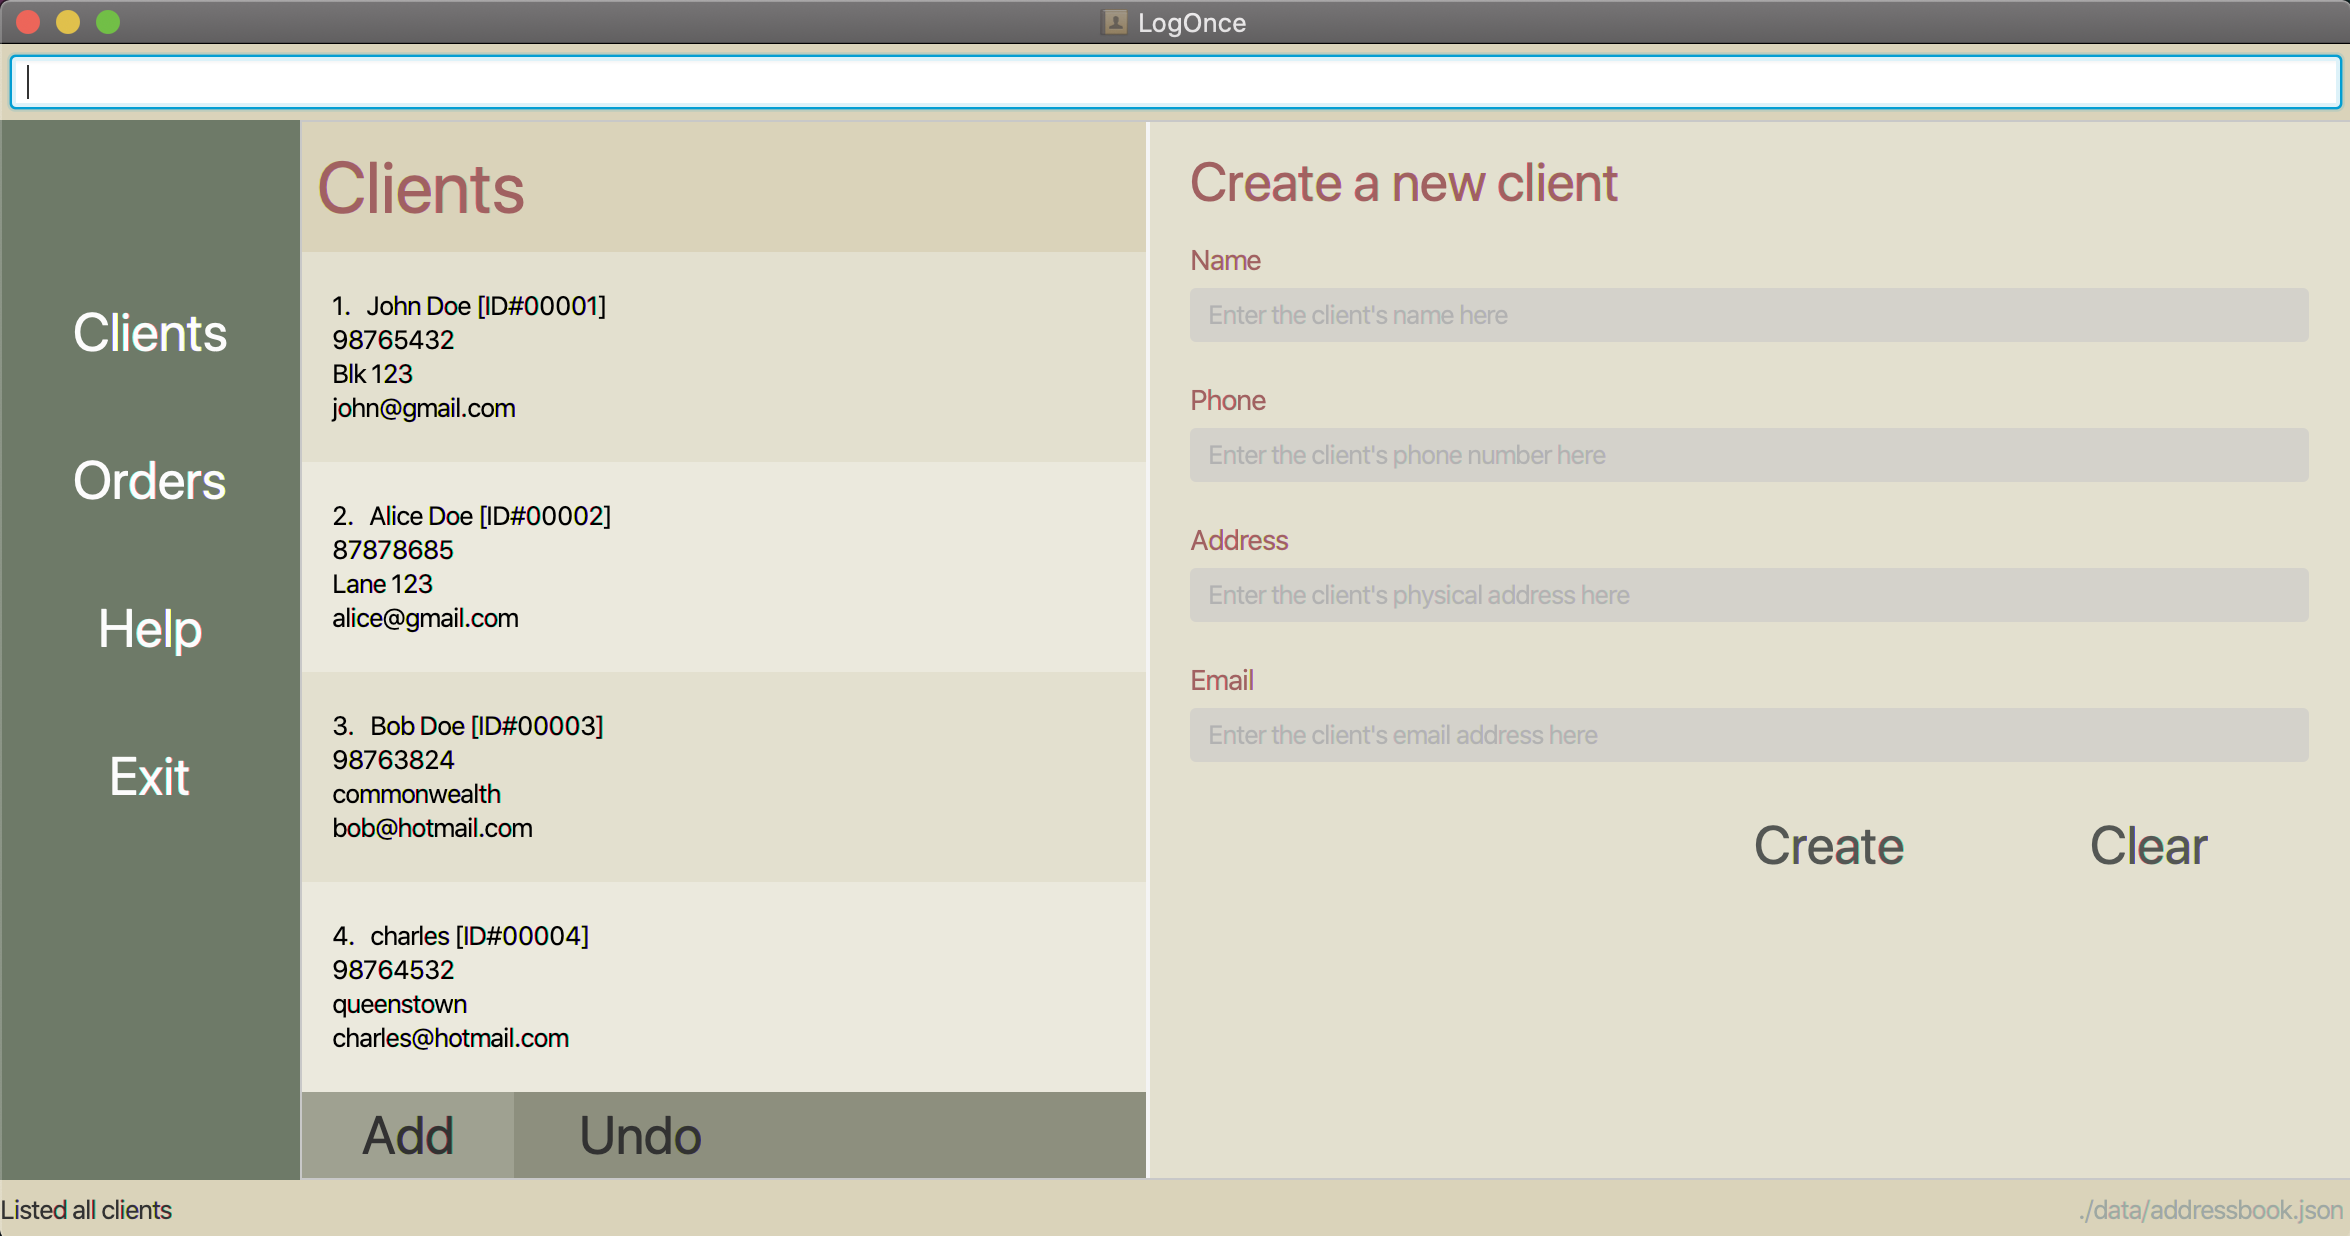 LogOnce
Clients
Orders
Help
Exit
Clients
1. John Doe [ID#00001]
98765432
Blk 123
john@gmail.com
2. Alice Doe [ID#00002]
87878685
Lane 123
alice@gmail.com
3. Bob Doe [ID#00003]
98763824
commonwealth
bob@hotmail.com
4. charles [ID#00004]
98764532
queenstown
charles@hotmail.com
Add Undo
Create a new client
Name
Enter the client's name here
Phone
Enter the client's phone number here
Address
Enter the client's physical address here
Email
Enter the client's email address here
Create Clear
Listed all clients
./data/addressbook.json